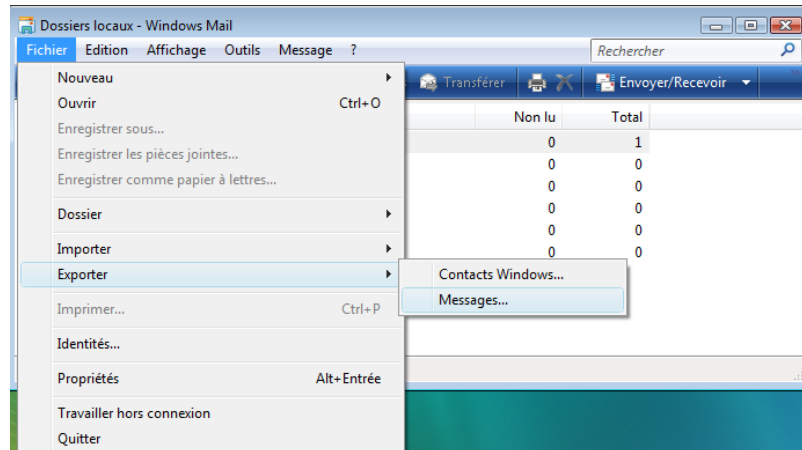 Dossiers locaux - Windows Mail
Fichier Edition Affichage Outils Message ? Rechercher
Nouveau
Transférer Envoyer/Recevoir
Ouvrir Ctrl+O
Non lu Total
Enregistrer sous...
0 1
Enregistrer les pièces jointes...
0 0
Enregistrer comme papier à lettres...
0 0
Dossier
0 0
Importer
0 0
Exporter
Contacts Windows...
Messages...
Imprimer... Ctrl+P
Identités...
Propriétés Alt+Entrée
Travailler hors connexion
Quitter